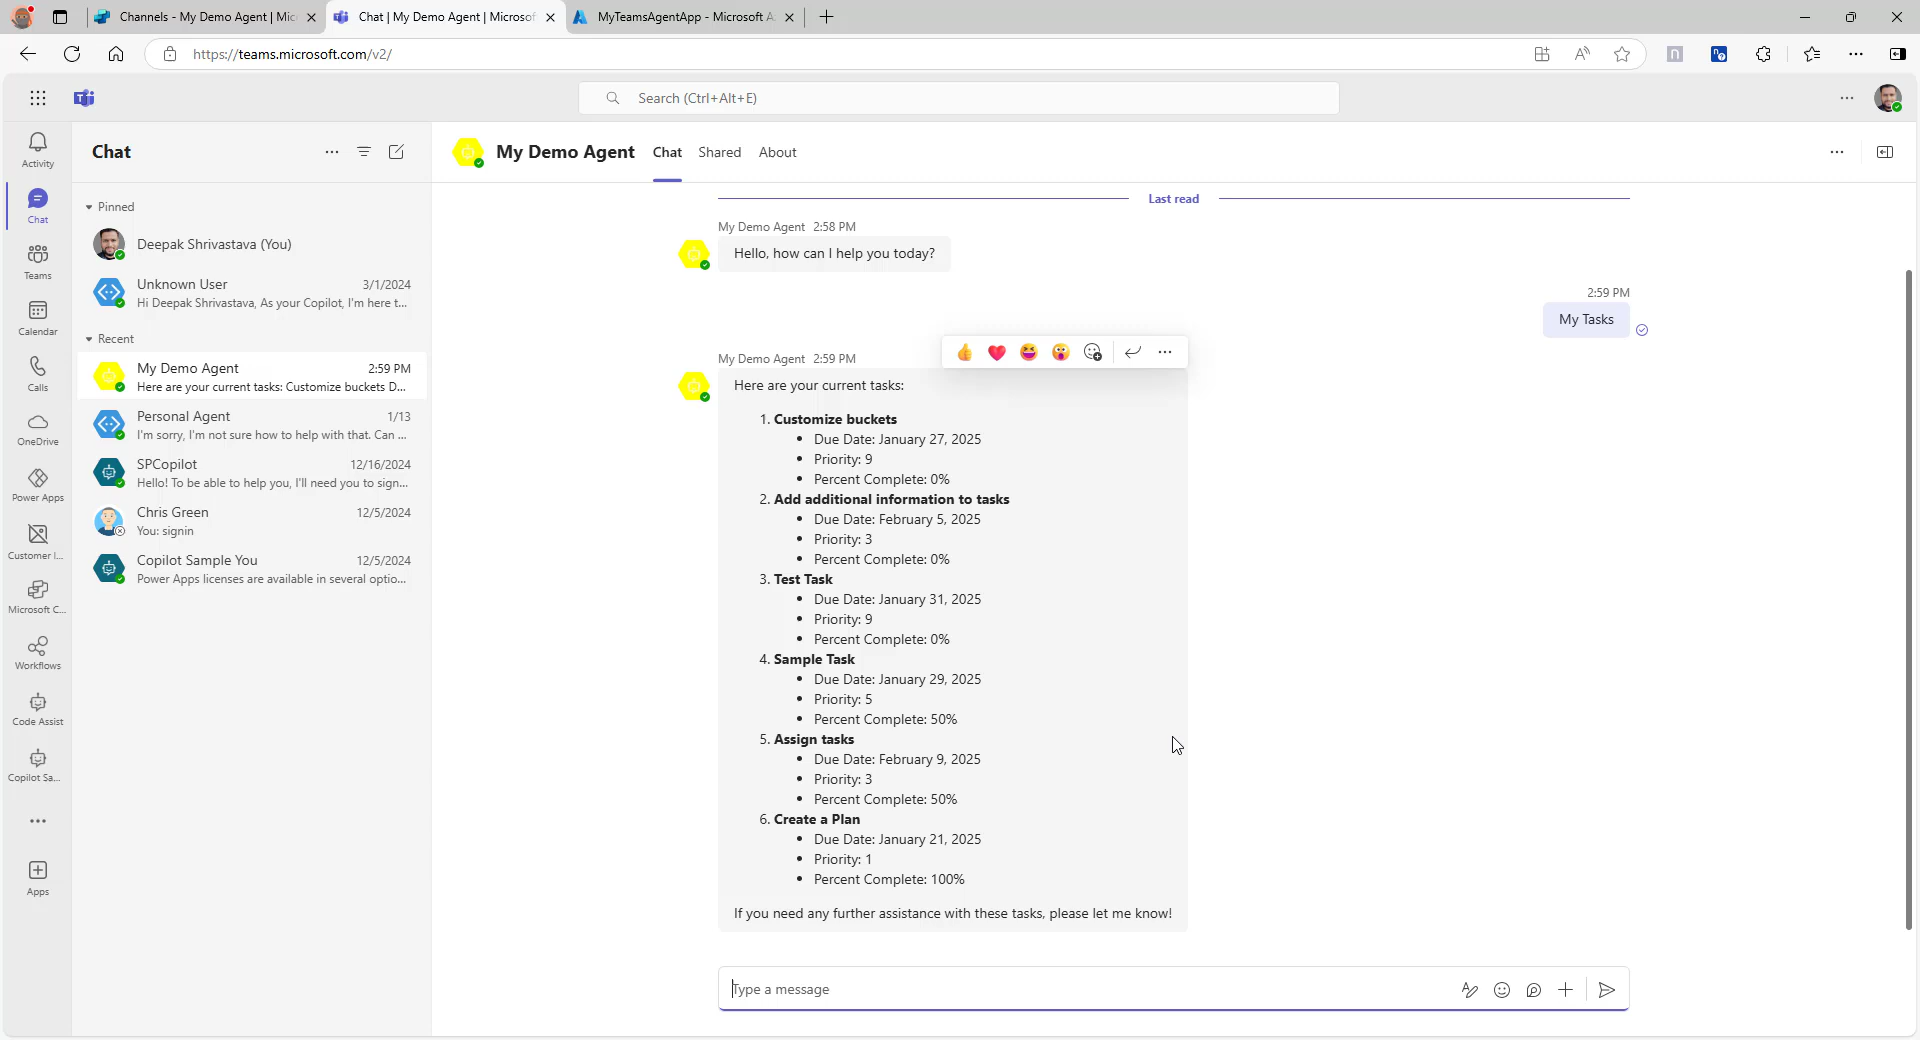 Channels - My Demo Agent | Mic
Chat | My Demo Agent | Microsof
MyTeamsAgentApp - Microsoft A
https://teams.microsoft.com/v2/
Search (Ctrl+Alt+E)
Activity
Chat
Teams
Calendar
Calls
OneDrive
Power Apps
Customer I...
Microsoft C...
Workflows
Code Assist
Copilot Sa...
Apps
Chat
Pinned
Deepak Shrivastava (You)
Unknown User 3/1/2024
Hi Deepak Shrivastava, As your Copilot, I'm here t...
Recent
My Demo Agent 2:59 PM
Here are your current tasks: Customize buckets D...
Personal Agent 1/13
I'm sorry, I'm not sure how to help with that. Can ...
SPCopilot 12/16/2024
Hello! To be able to help you, I'll need you to sign...
Chris Green 12/5/2024
You: signin
Copilot Sample You 12/5/2024
Power Apps licenses are available in several optio...
My Demo Agent Chat Shared About
Last read
My Demo Agent 2:58 PM
Hello, how can I help you today?
2:59 PM
My Tasks
My Demo Agent 2:59 PM
Here are your current tasks:
1. Customize buckets
• Due Date: January 27, 2025
• Priority: 9
• Percent Complete: 0%
2. Add additional information to tasks
• Due Date: February 5, 2025
• Priority: 3
• Percent Complete: 0%
3. Test Task
• Due Date: January 31, 2025
• Priority: 9
• Percent Complete: 0%
4. Sample Task
• Due Date: January 29, 2025
• Priority: 5
• Percent Complete: 50%
5. Assign tasks
• Due Date: February 9, 2025
• Priority: 3
• Percent Complete: 50%
6. Create a Plan
• Due Date: January 21, 2025
• Priority: 1
• Percent Complete: 100%
If you need any further assistance with these tasks, please let me know!
Type a message